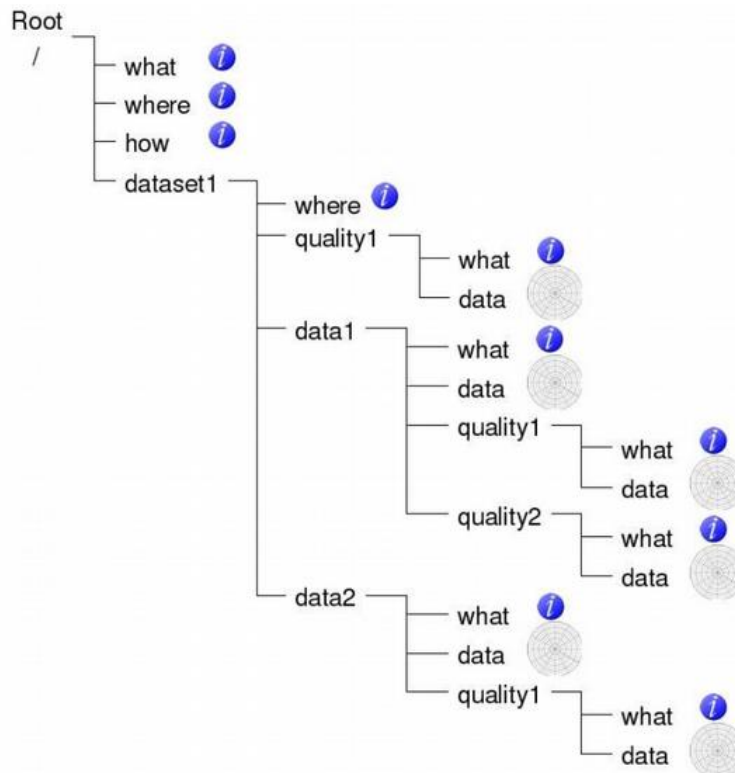 Root
/
what i
where i
how i
dataset1
where i
quality1
what i
data
data1
what i
data
quality1
what i
data
quality2
what i
data
data2
what i
data
quality1
what i
data